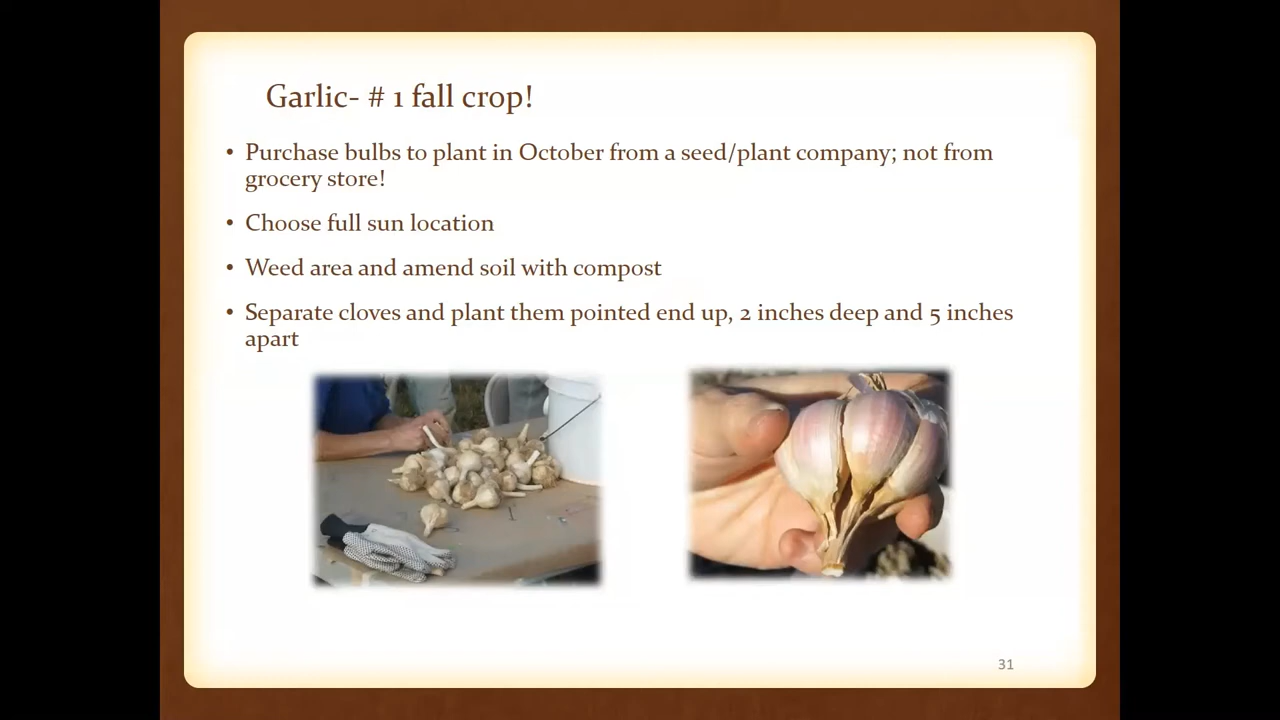 Garlic- # 1 fall crop!
• Purchase bulbs to plant in October from a seed/plant company; not from
grocery store!
• Choose full sun location
• Weed area and amend soil with compost
• Separate cloves and plant them pointed end up, 2 inches deep and 5 inches
apart
31